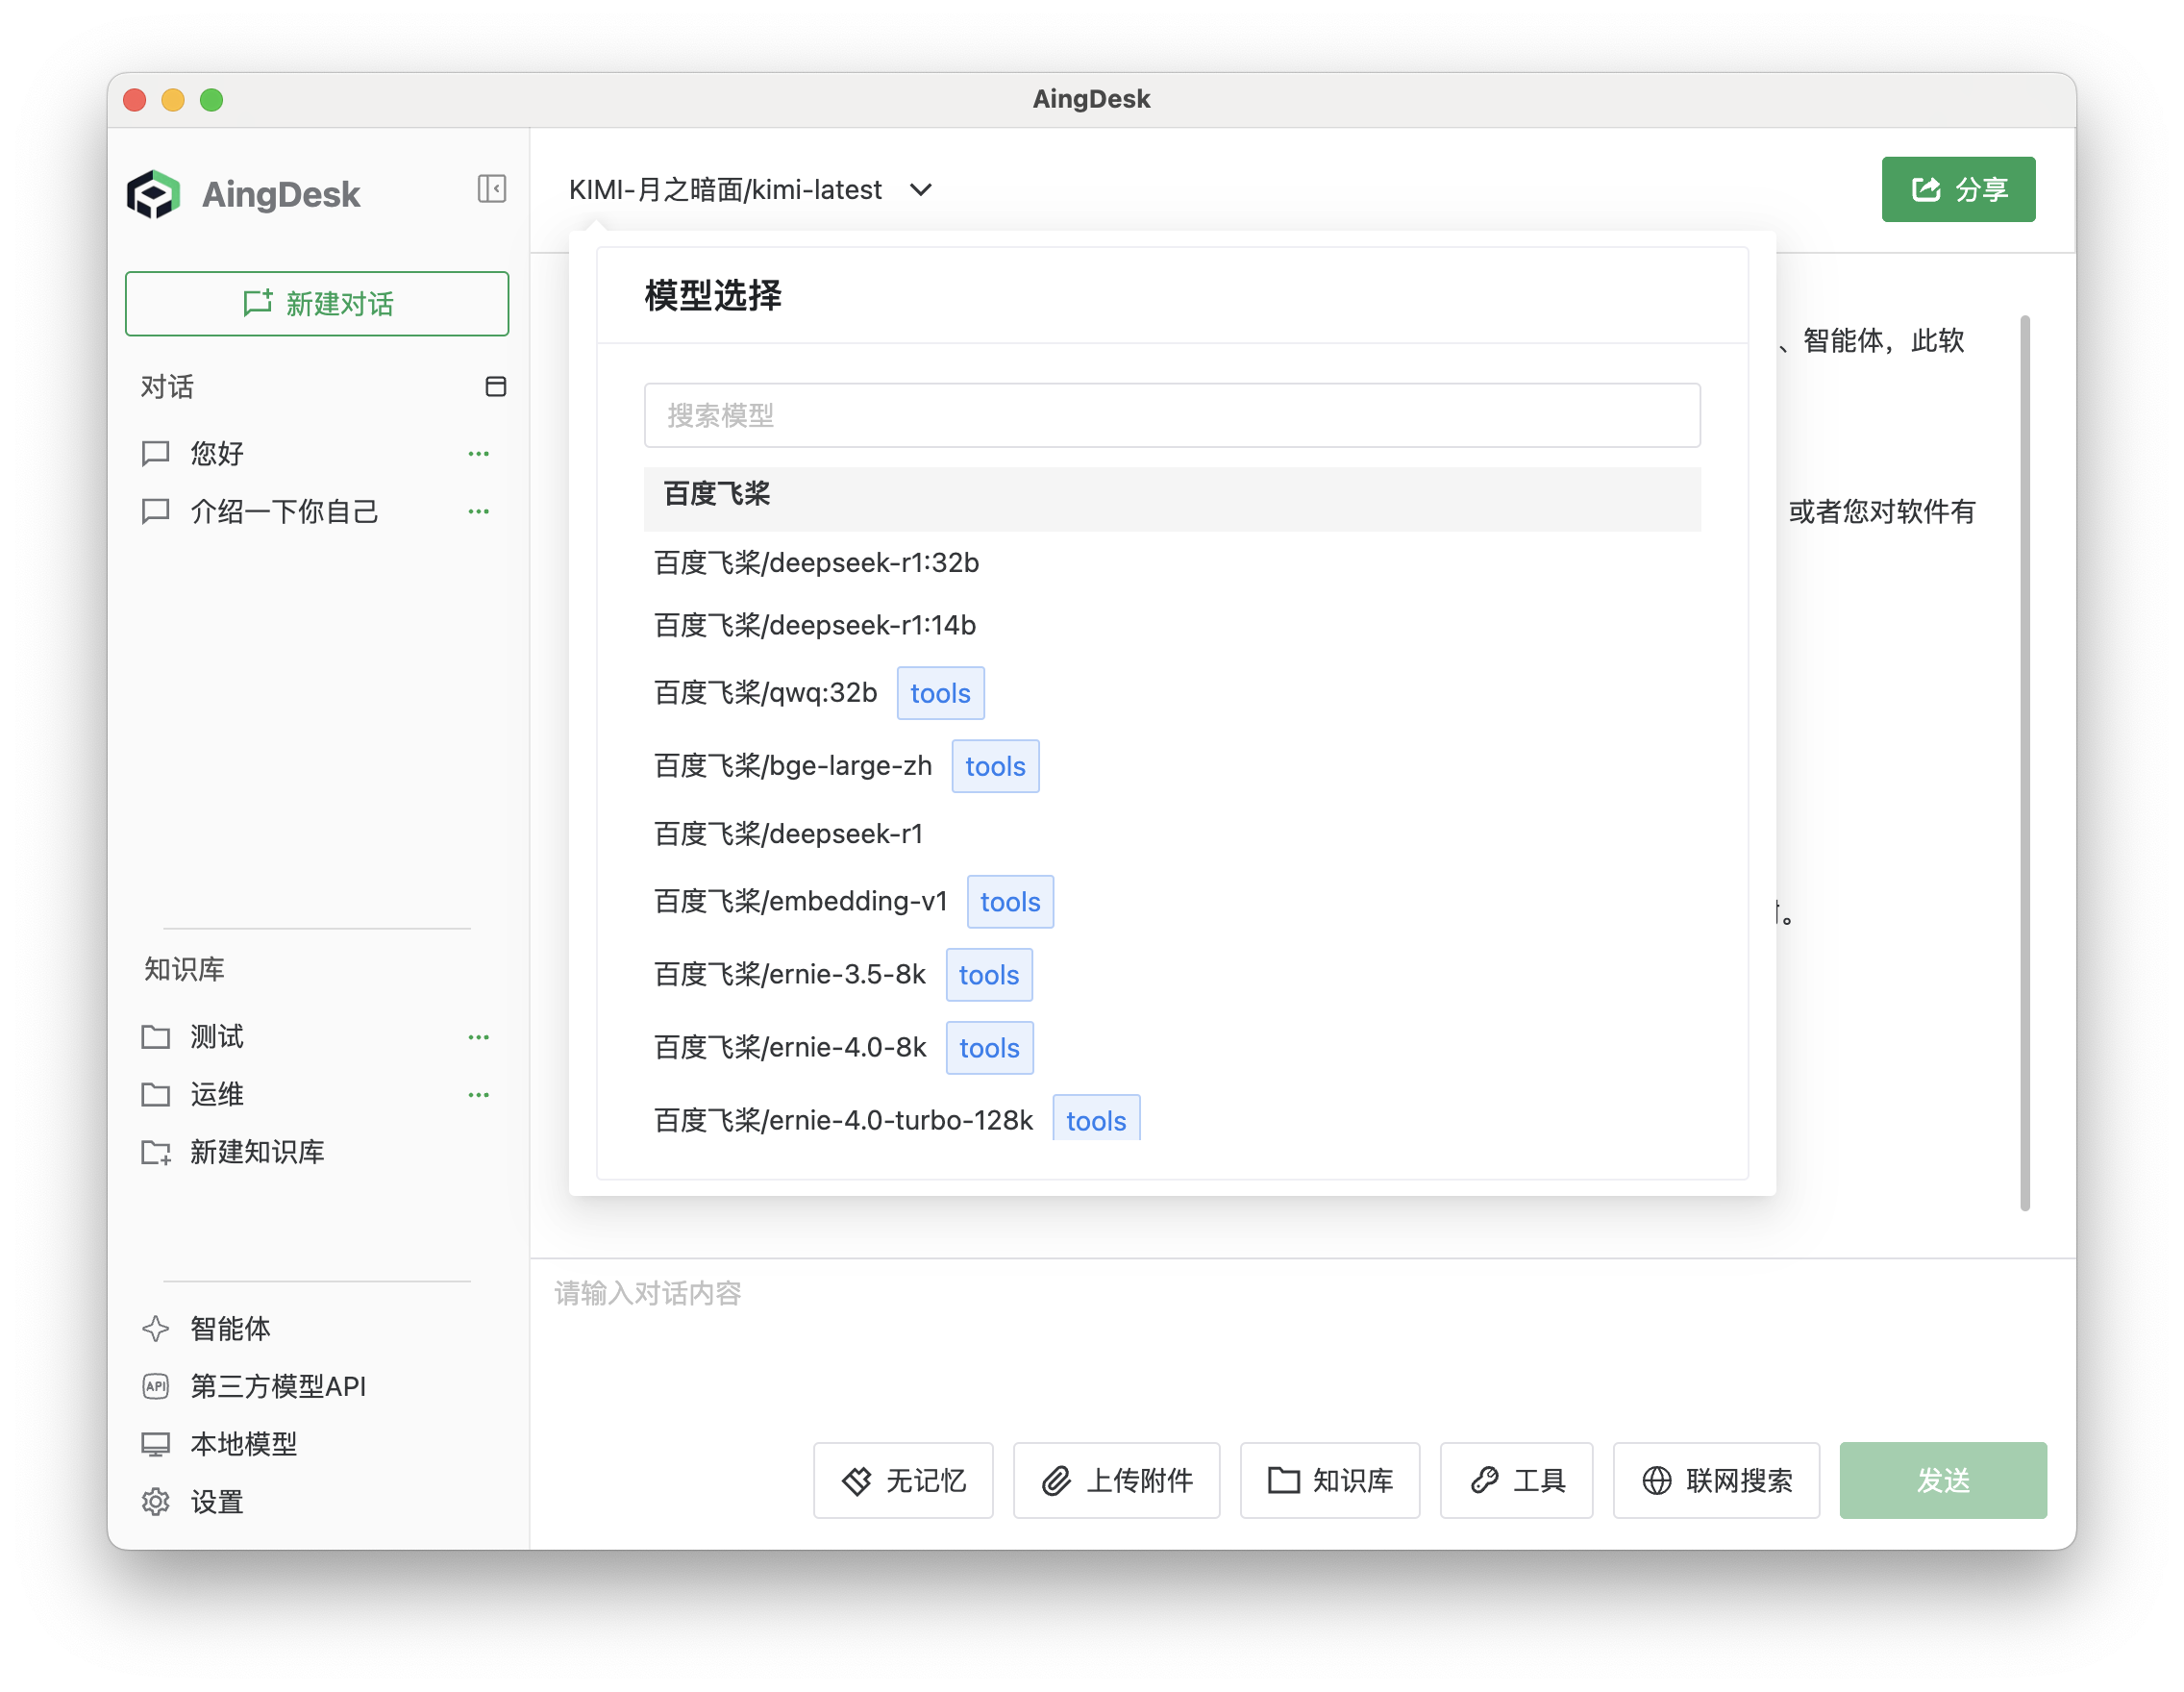 AingDesk
AingDesk
新建对话
对话
您好
介绍一下你自己
知识库
测试
运维
新建知识库
智能体
API
第三方模型API
本地模型
设置
KIMI-月之暗面/kimi-latest
分享
模型选择
搜索模型
百度飞桨
百度飞桨/deepseek-r1:32b
百度飞桨/deepseek-r1:14b
百度飞桨/qwq:32b tools
百度飞桨/bge-large-zh tools
百度飞桨/deepseek-r1
百度飞桨/embedding-v1 tools
百度飞桨/ernie-3.5-8k tools
百度飞桨/ernie-4.0-8k tools
百度飞桨/ernie-4.0-turbo-128k tools
、智能体，此软
或者您对软件有
。
请输入对话内容
无记忆
上传附件
知识库
工具
联网搜索
发送